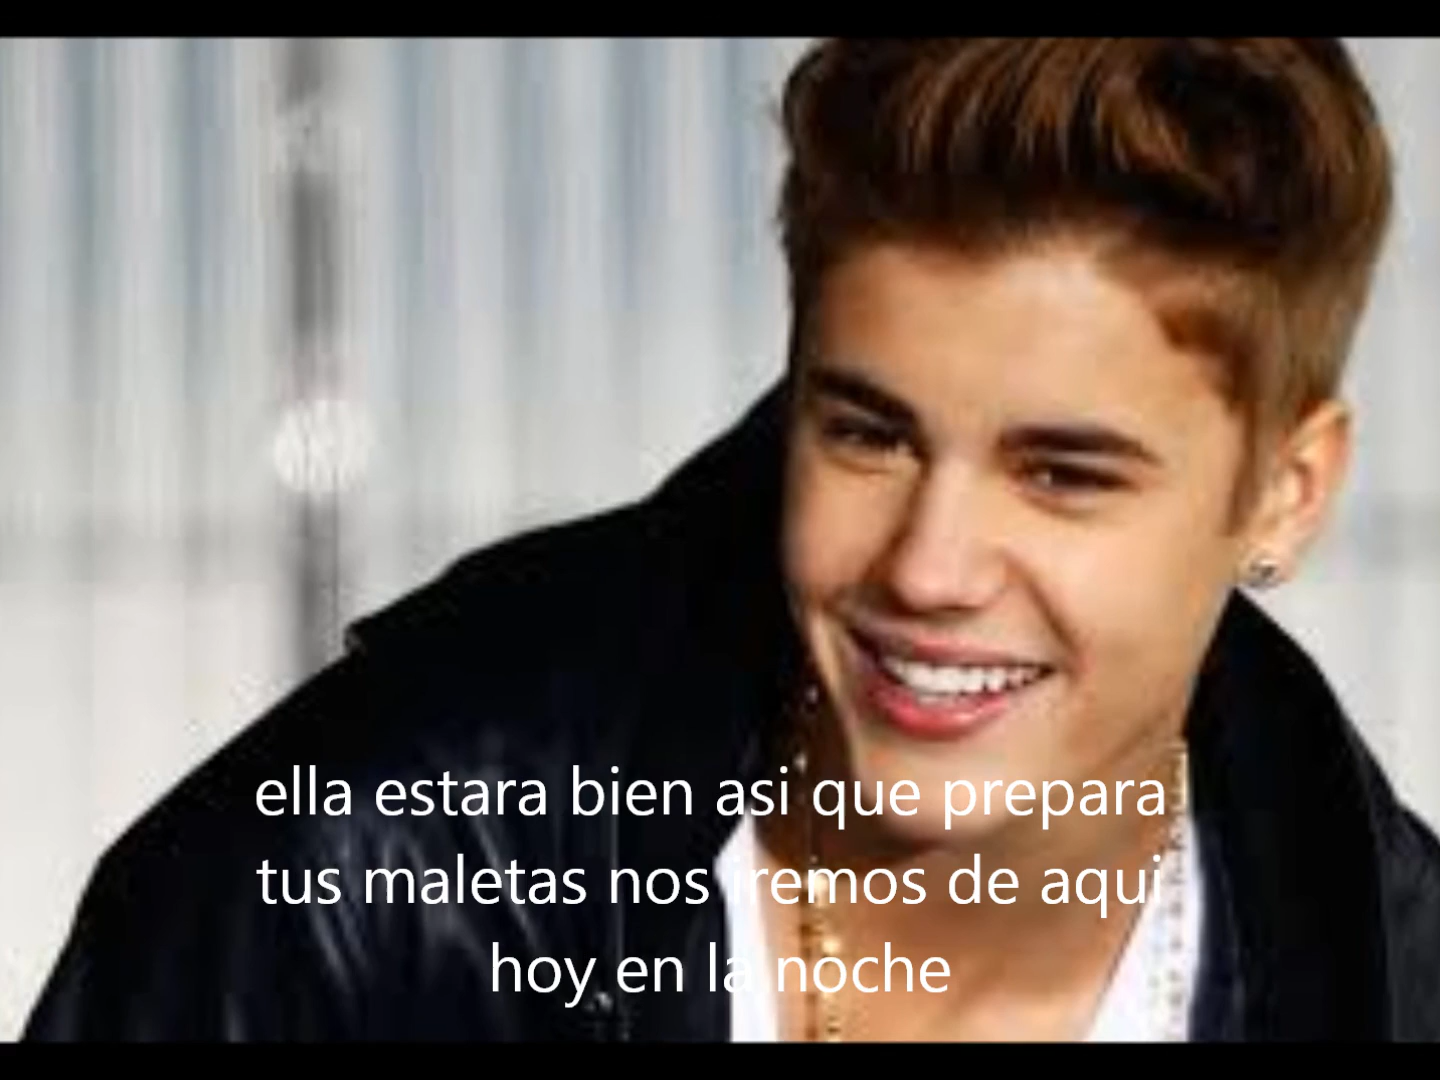 ella estara bien asi que prepara
tus maletas nos iremos de aqui
hoy en la noche